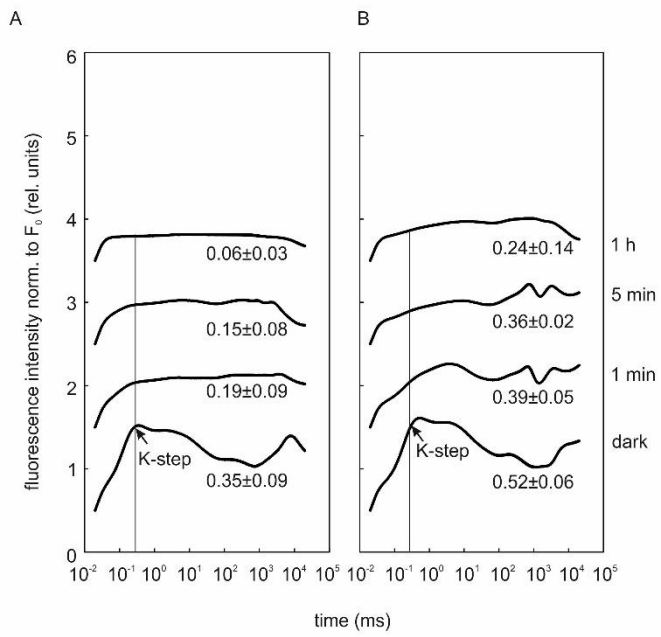 A
B
fluorescence intensity norm. to F₀ (rel. units)
6
5
4
3
2
1
0
0.06±0.03
0.15±0.08
0.19±0.09
K-step
0.35±0.09
10⁻² 10⁻¹ 10⁰ 10¹ 10² 10³ 10⁴ 10⁵
0.24±0.14
0.36±0.02
0.39±0.05
K-step
0.52±0.06
10⁻² 10⁻¹ 10⁰ 10¹ 10² 10³ 10⁴ 10⁵
1 h
5 min
1 min
dark
time (ms)